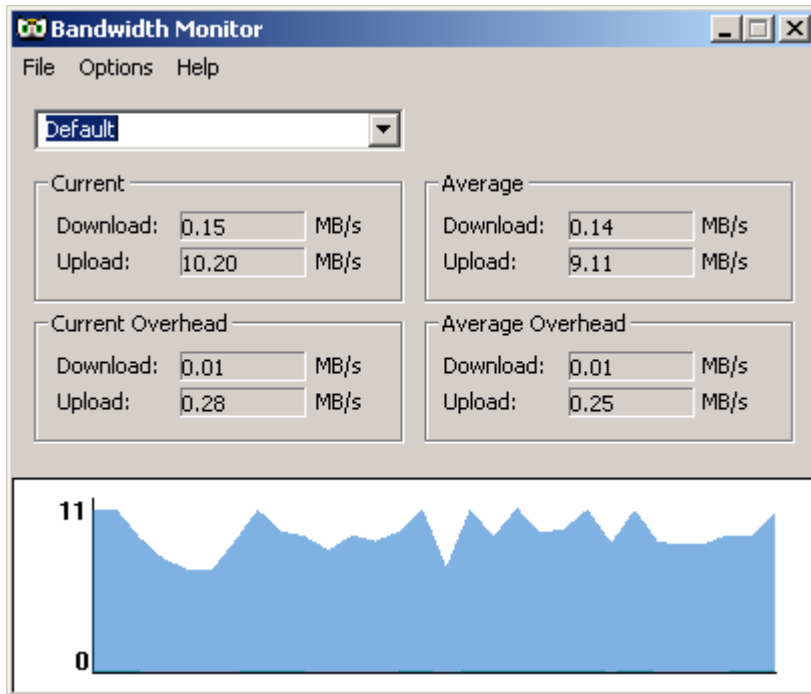 Bandwidth Monitor
File Options Help
Default
Current
Download: 0.15 MB/s
Upload: 10.20 MB/s
Average
Download: 0.14 MB/s
Upload: 9.11 MB/s
Current Overhead
Download: 0.01 MB/s
Upload: 0.28 MB/s
Average Overhead
Download: 0.01 MB/s
Upload: 0.25 MB/s
11
0